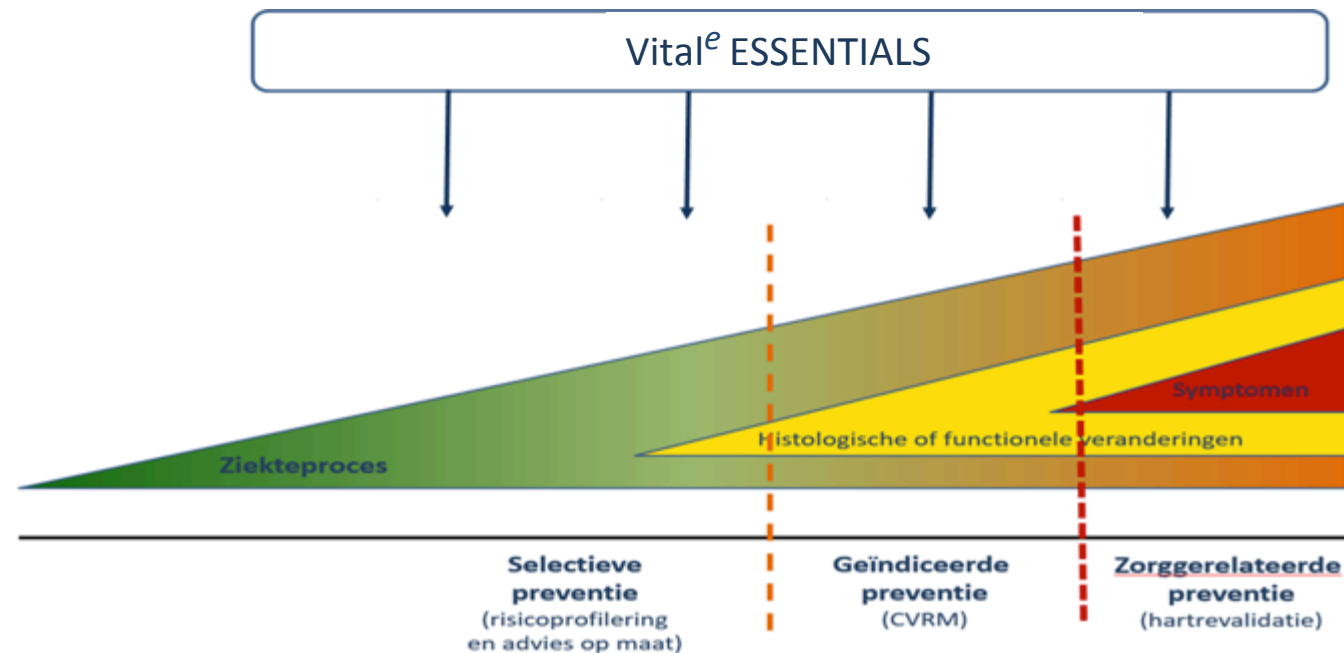 Vitalᵉ ESSENTIALS
Symptomen
Histologische of functionele veranderingen
Ziekteproces
Selectieve
preventie
(risicoprofilering
en advies op maat)
Geïndiceerde
preventie
(CVRM)
Zorggerelateerde
preventie
(hartrevalidatie)